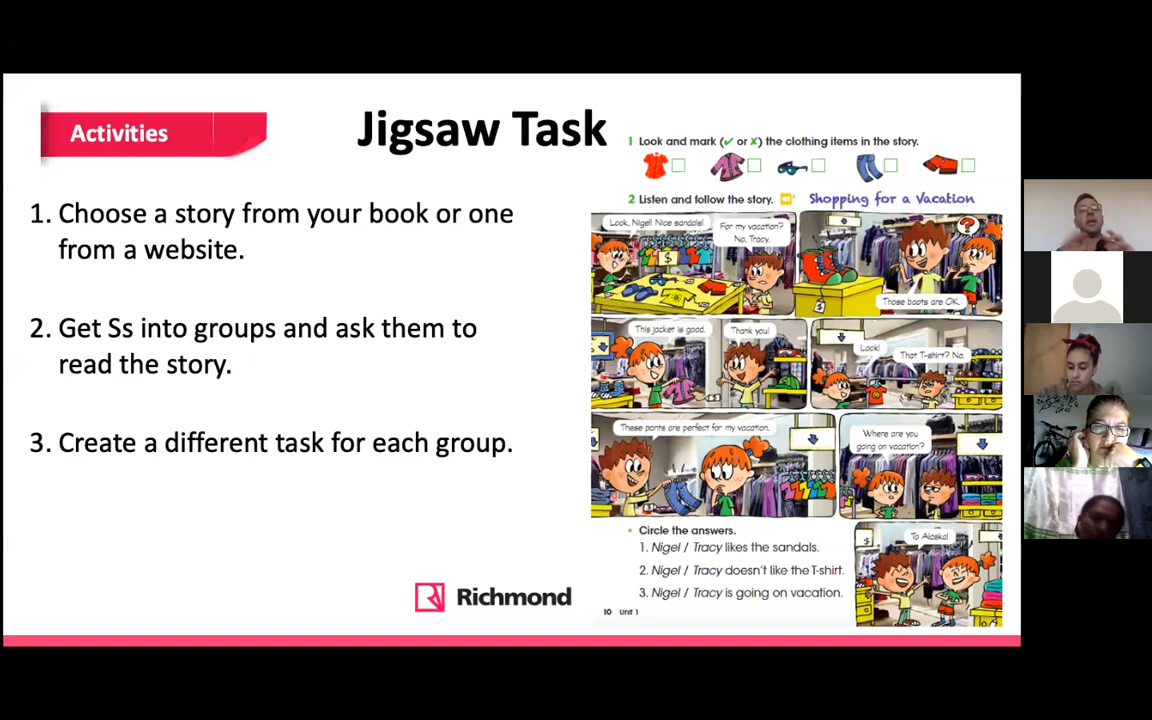 Activities
Jigsaw Task
1. Choose a story from your book or one
from a website.
2. Get Ss into groups and ask them to
read the story.
3. Create a different task for each group.
Richmond
1 Look and mark (✔ or ✘) the clothing items in the story.
2 Listen and follow the story.
Shopping for a Vacation
Look, Nigel! Nice sandals!
For my vacation?
No, Tracy.
$
?
Those boots are OK.
$
This jacket is good.
Thank you!
Look!
That T-shirt? No.
These pants are perfect for my vacation.
Where are you
going on vacation?
Circle the answers.
1. Nigel / Tracy likes the sandals.
2. Nigel / Tracy doesn't like the T-shirt.
3. Nigel / Tracy is going on vacation.
$
To Alaska!
10 Unit 1